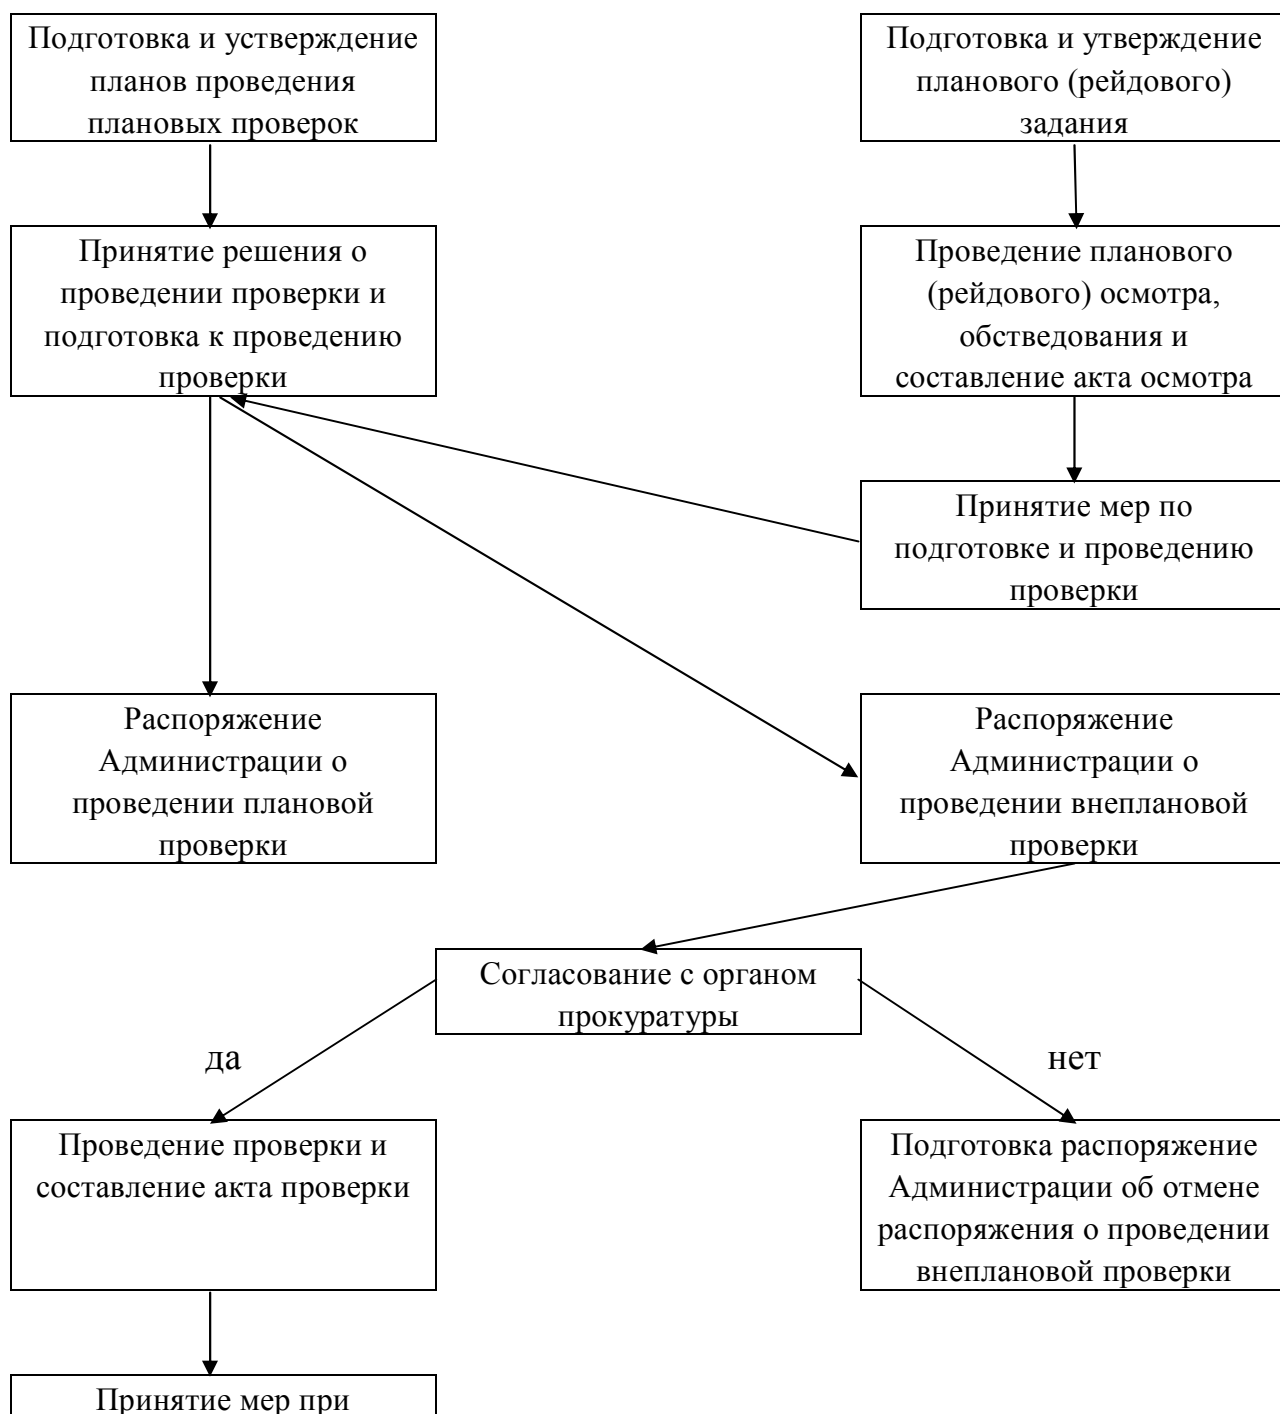 Подготовка и устверждение
планов проведения
плановых проверок
Подготовка и утверждение
планового (рейдового)
задания
Принятие решения о
проведении проверки и
подготовка к проведению
проверки
Проведение планового
(рейдового) осмотра,
обстведования и
составление акта осмотра
Принятие мер по
подготовке и проведению
проверки
Распоряжение
Администрации о
проведении плановой
проверки
Распоряжение
Администрации о
проведении внеплановой
проверки
Согласование с органом
прокуратуры
да
нет
Проведение проверки и
составление акта проверки
Подготовка распоряжение
Администрации об отмене
распоряжения о проведении
внеплановой проверки
Принятие мер при